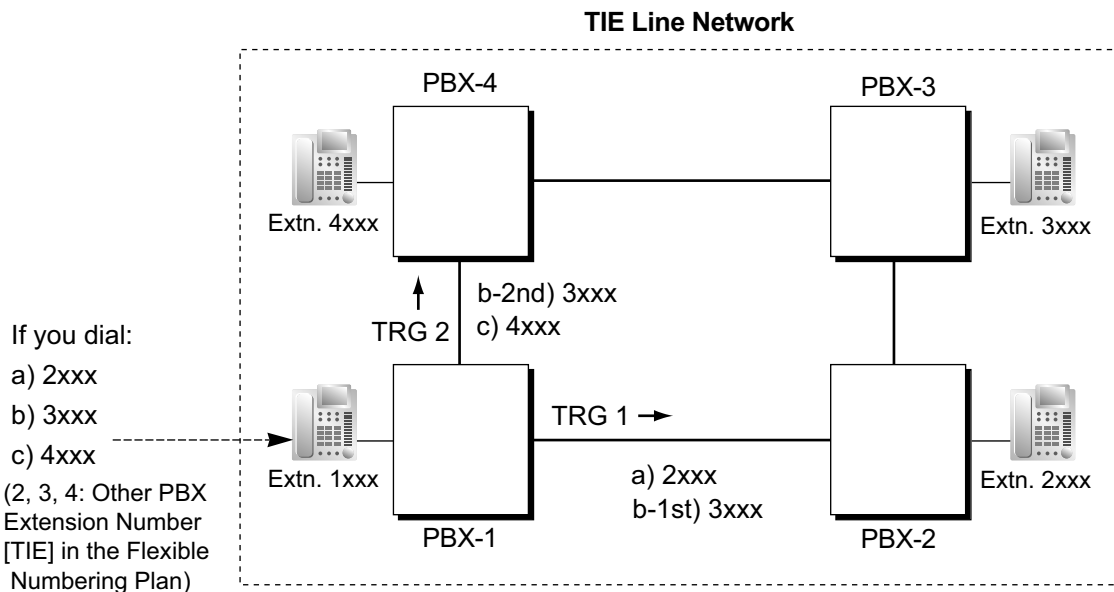 TIE Line Network
PBX-4
PBX-3
Extn. 4xxx
Extn. 3xxx
b-2nd) 3xxx
TRG 2
c) 4xxx
If you dial:
a) 2xxx
b) 3xxx
c) 4xxx
(2, 3, 4: Other PBX
Extension Number
[TIE] in the Flexible
Numbering Plan)
TRG 1
Extn. 1xxx
a) 2xxx
b-1st) 3xxx
Extn. 2xxx
PBX-1
PBX-2